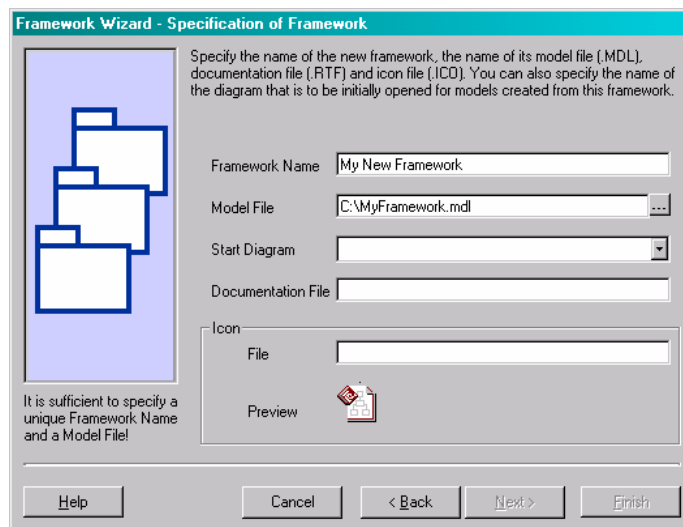 Framework Wizard - Specification of Framework
Specify the name of the new framework, the name of its model file (.MDL),
documentation file (.RTF) and icon file (.ICO). You can also specify the name of
the diagram that is to be initially opened for models created from this framework.
Framework Name
My New Framework
Model File
C:\MyFramework.mdl
...
Start Diagram
Documentation File
Icon
File
Preview
It is sufficient to specify a
unique Framework Name
and a Model File!
Help
Cancel
< Back
Next >
Finish